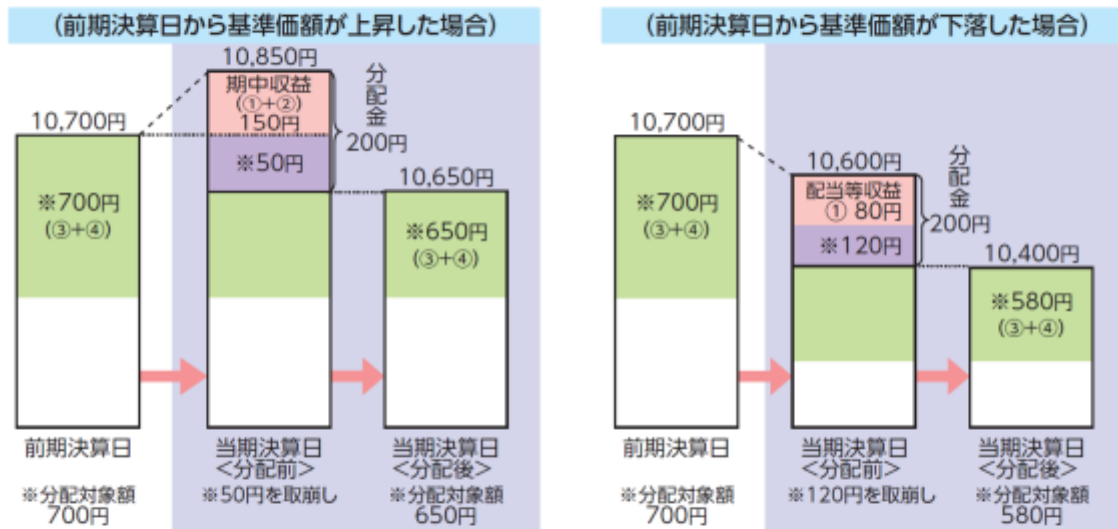 (前期決算日から基準価額が上昇した場合)
10,850円
期中収益
(①+②)
150円
※50円
分配金
200円
10,700円
※700円
(③+④)
10,650円
※650円
(③+④)
前期決算日
当期決算日
<分配前>
当期決算日
<分配後>
※分配対象額
700円
※50円を取崩し
※分配対象額
650円
(前期決算日から基準価額が下落した場合)
10,700円
※700円
(③+④)
10,600円
配当等収益
① 80円
※120円
分配金
200円
10,400円
※580円
(③+④)
前期決算日
当期決算日
<分配前>
当期決算日
<分配後>
※分配対象額
700円
※120円を取崩し
※分配対象額
580円